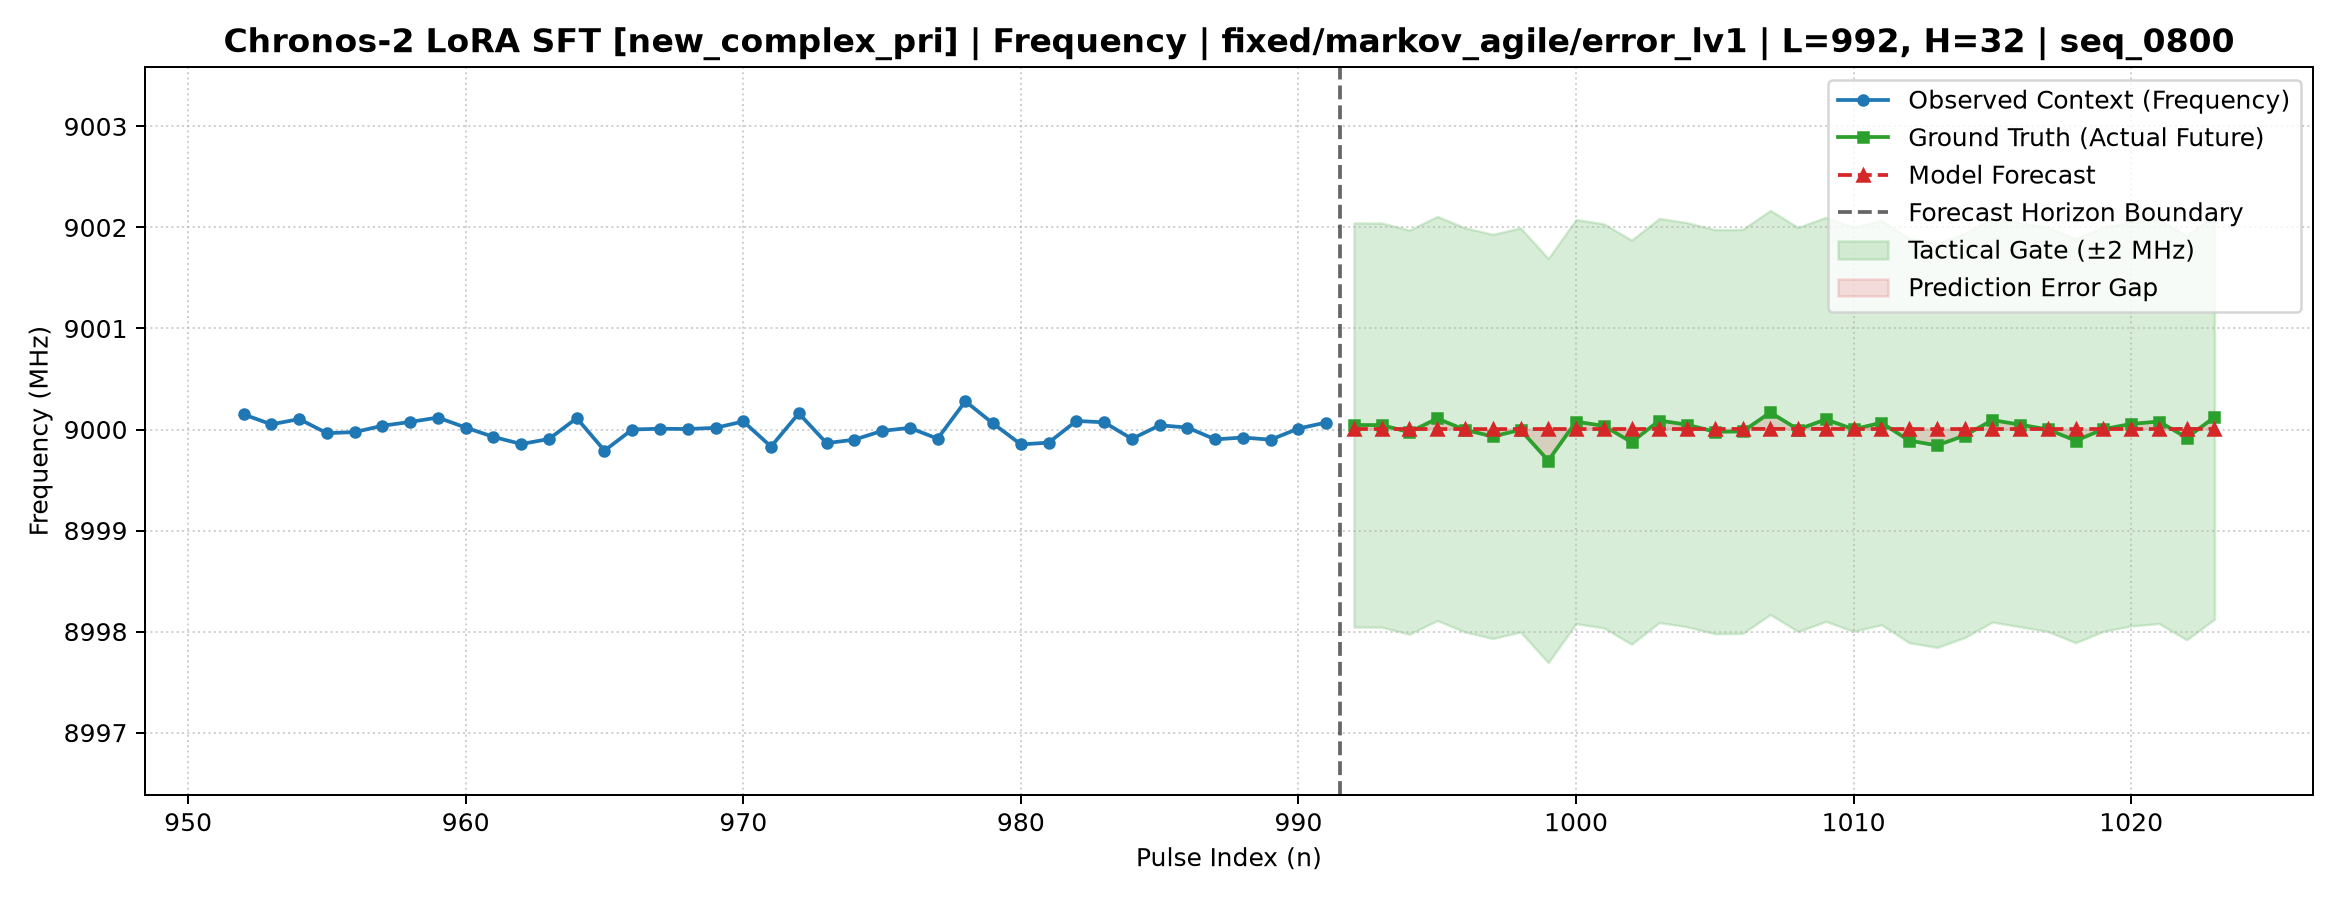 Chronos-2 LoRA SFT [new_complex_pri] | Frequency | fixed/markov_agile/error_lv1 | L=992, H=32 | seq_0800
Observed Context (Frequency)
Ground Truth (Actual Future)
Model Forecast
Forecast Horizon Boundary
Tactical Gate (±2 MHz)
Prediction Error Gap
Frequency (MHz)
9003
9002
9001
9000
8999
8998
8997
950
960
970
980
990
1000
1010
1020
Pulse Index (n)